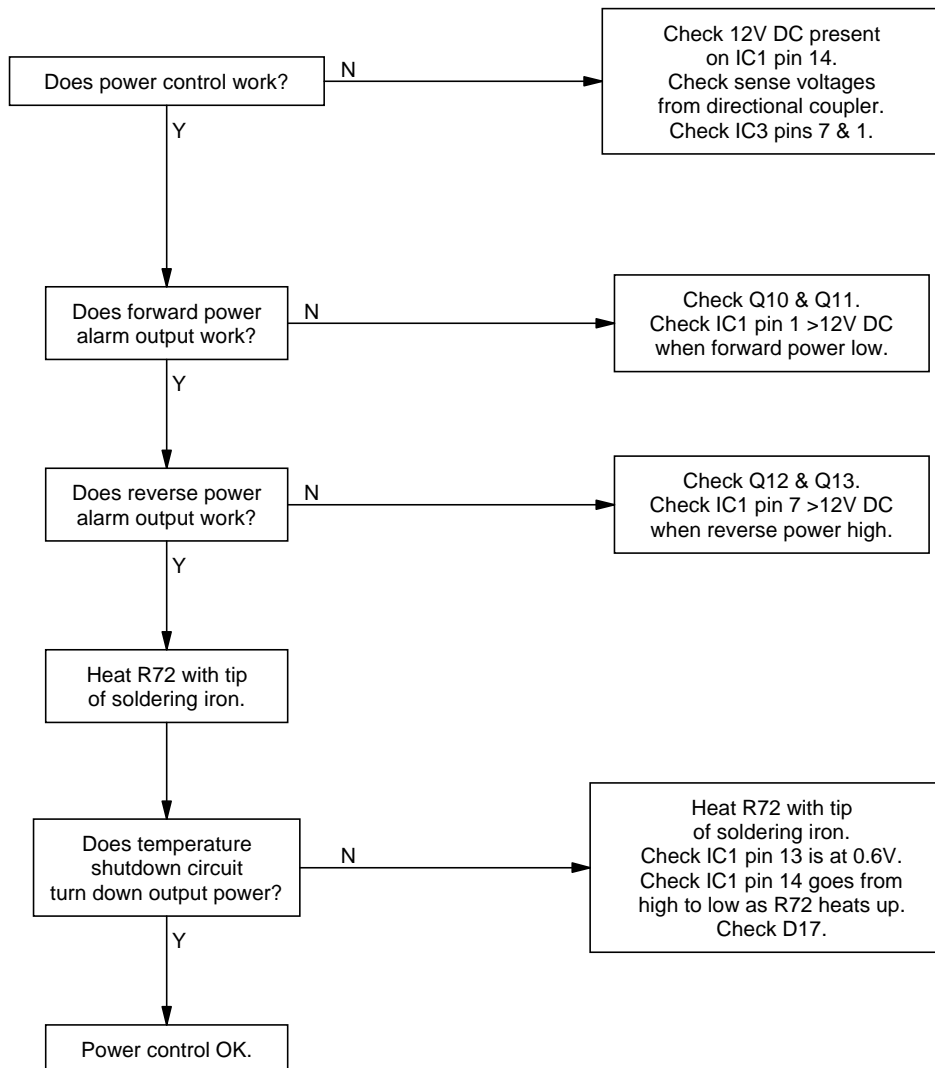 Does power control work?
N
Check 12V DC present
on IC1 pin 14.
Check sense voltages
from directional coupler.
Check IC3 pins 7 & 1.
Y
Does forward power
alarm output work?
N
Check Q10 & Q11.
Check IC1 pin 1 >12V DC
when forward power low.
Y
Does reverse power
alarm output work?
N
Check Q12 & Q13.
Check IC1 pin 7 >12V DC
when reverse power high.
Y
Heat R72 with tip
of soldering iron.
Does temperature
shutdown circuit
turn down output power?
N
Heat R72 with tip
of soldering iron.
Check IC1 pin 13 is at 0.6V.
Check IC1 pin 14 goes from
high to low as R72 heats up.
Check D17.
Y
Power control OK.